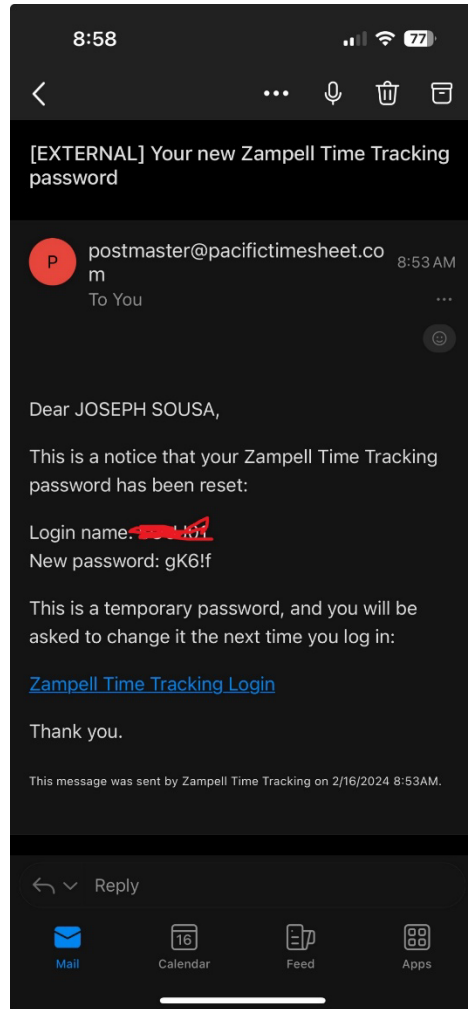 8:58
77
[EXTERNAL] Your new Zampell Time Tracking
password
P
postmaster@pacifictimesheet.co
m
8:53 AM
To You
Dear JOSEPH SOUSA,
This is a notice that your Zampell Time Tracking
password has been reset:
Login name:
New password: gK6!f
This is a temporary password, and you will be
asked to change it the next time you log in:
Zampell Time Tracking Login
Thank you.
This message was sent by Zampell Time Tracking on 2/16/2024 8:53AM.
Reply
16
Mail
Calendar
Feed
Apps